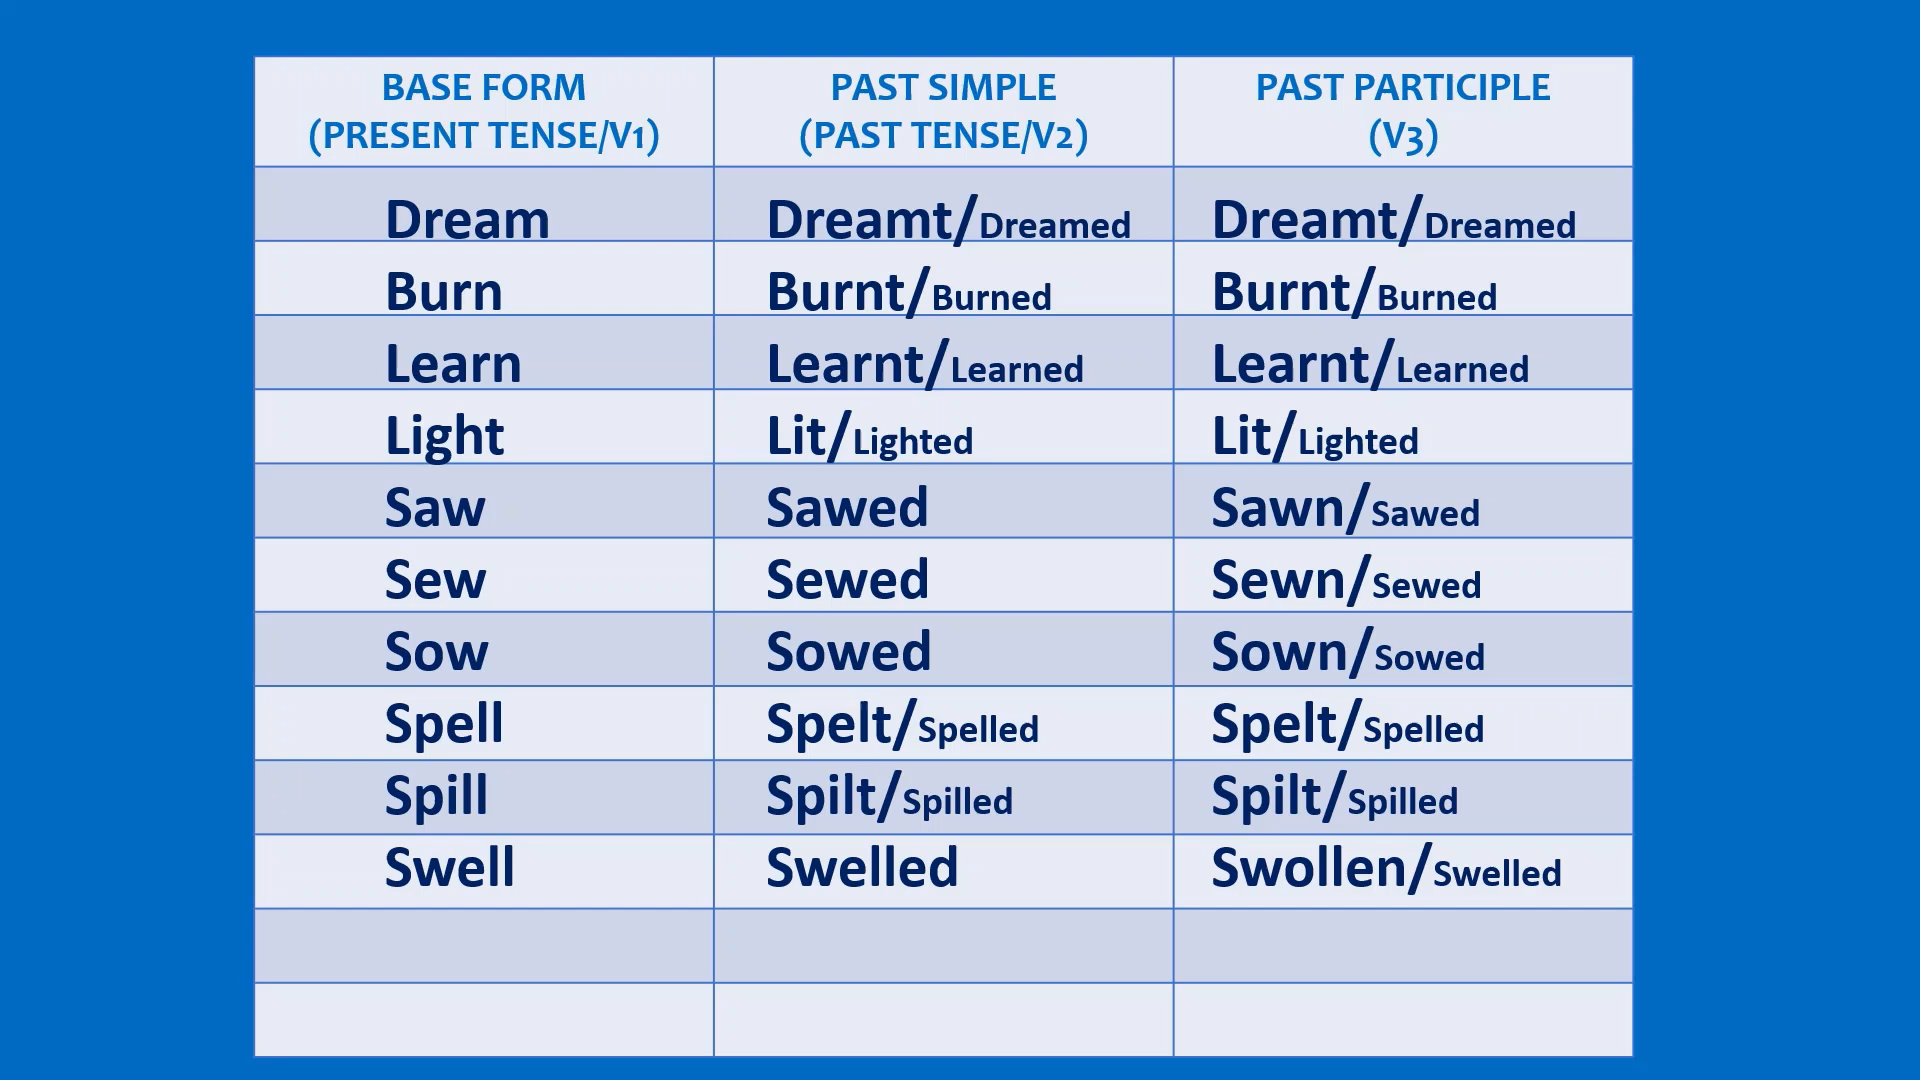 BASE FORM
(PRESENT TENSE/V1)
PAST SIMPLE
(PAST TENSE/V2)
PAST PARTICIPLE
(V3)
Dream Dreamt/Dreamed Dreamt/Dreamed
Burn Burnt/Burned Burnt/Burned
Learn Learnt/Learned Learnt/Learned
Light Lit/Lighted Lit/Lighted
Saw Sawed Sawn/Sawed
Sew Sewed Sewn/Sewed
Sow Sowed Sown/Sowed
Spell Spelt/Spelled Spelt/Spelled
Spill Spilt/Spilled Spilt/Spilled
Swell Swelled Swollen/Swelled